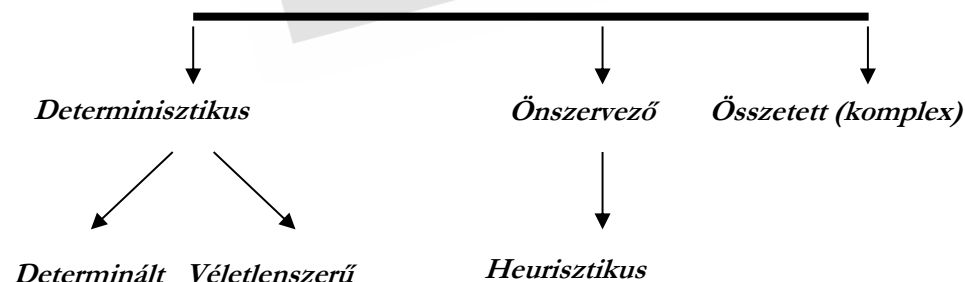 Determinisztikus Önszervező Összetett (komplex)
Determinált Véletlenszerű Heurisztikus